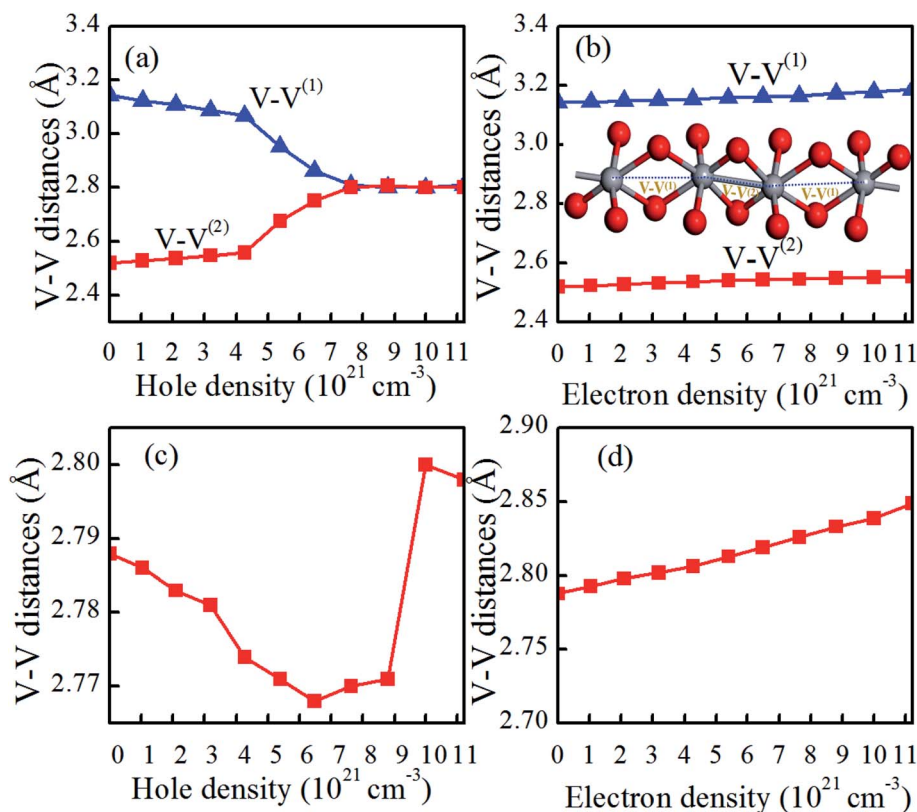 (a)
V-V(1)
V-V(2)
3.4
3.2
3.0
2.8
2.6
2.4
V-V distances (Å)
0 1 2 3 4 5 6 7 8 9 10 11
Hole density (10^21 cm^-3)
(b)
V-V(1)
V-V(1) V-V(2) V-V(1)
V-V(2)
3.4
3.2
3.0
2.8
2.6
2.4
V-V distances (Å)
0 1 2 3 4 5 6 7 8 9 10 11
Electron density (10^21 cm^-3)
(c)
2.80
2.79
2.78
2.77
V-V distances (Å)
0 1 2 3 4 5 6 7 8 9 10 11
Hole density (10^21 cm^-3)
(d)
2.90
2.85
2.80
2.75
2.70
V-V distances (Å)
0 1 2 3 4 5 6 7 8 9 10 11
Electron density (10^21 cm^-3)